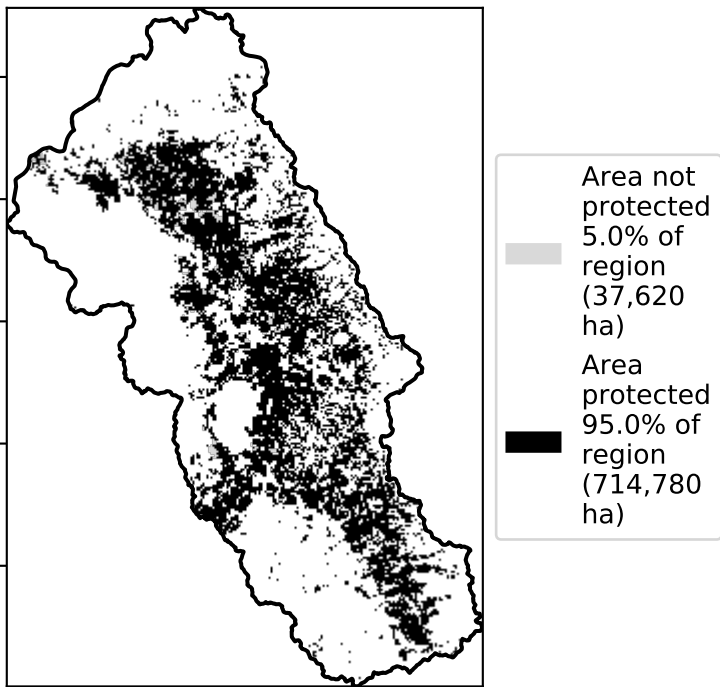 Area not
protected
5.0% of
region
(37,620
ha)
Area
protected
95.0% of
region
(714,780
ha)